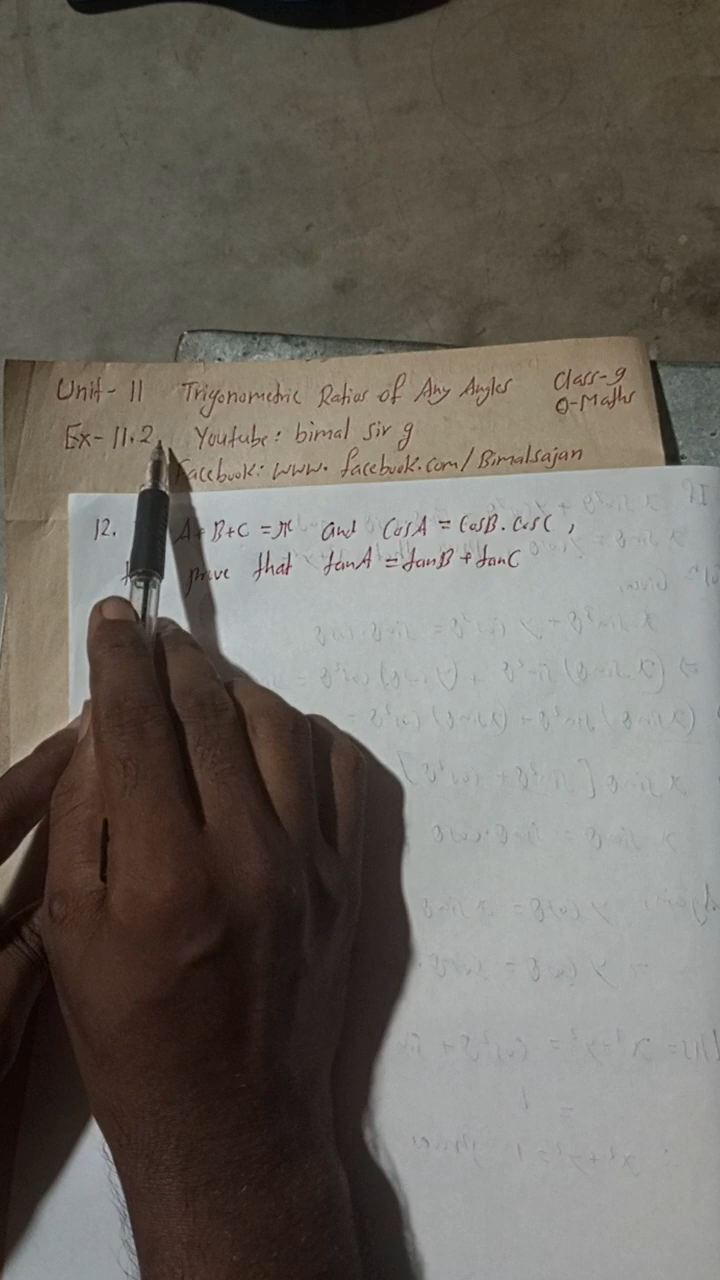 Unit- 11 Trigonometric Ratios of Any Angles Class-9
O-Maths
Ex- 11.2 Youtube: bimal sir g
Facebook: www. facebook.com/Bimalsajan
12. A+B+C = π and CosA = CosB. CosC ,
prove that tanA = tanB + tanC